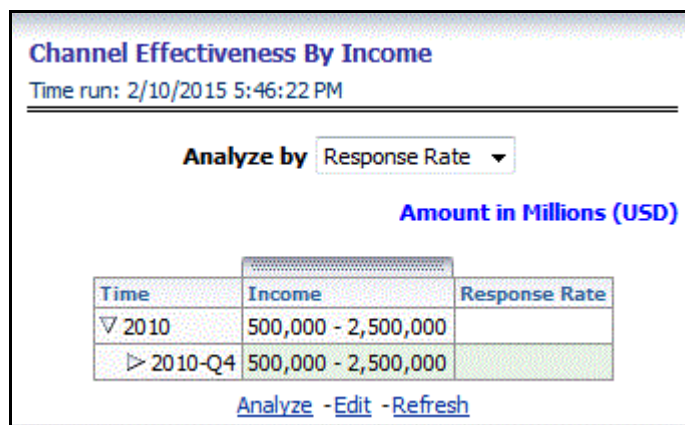 Channel Effectiveness By Income
Time run: 2/10/2015 5:46:22 PM
Analyze by Response Rate
Amount in Millions (USD)
Time Income Response Rate
2010 500,000 - 2,500,000
2010-Q4 500,000 - 2,500,000
Analyze - Edit - Refresh